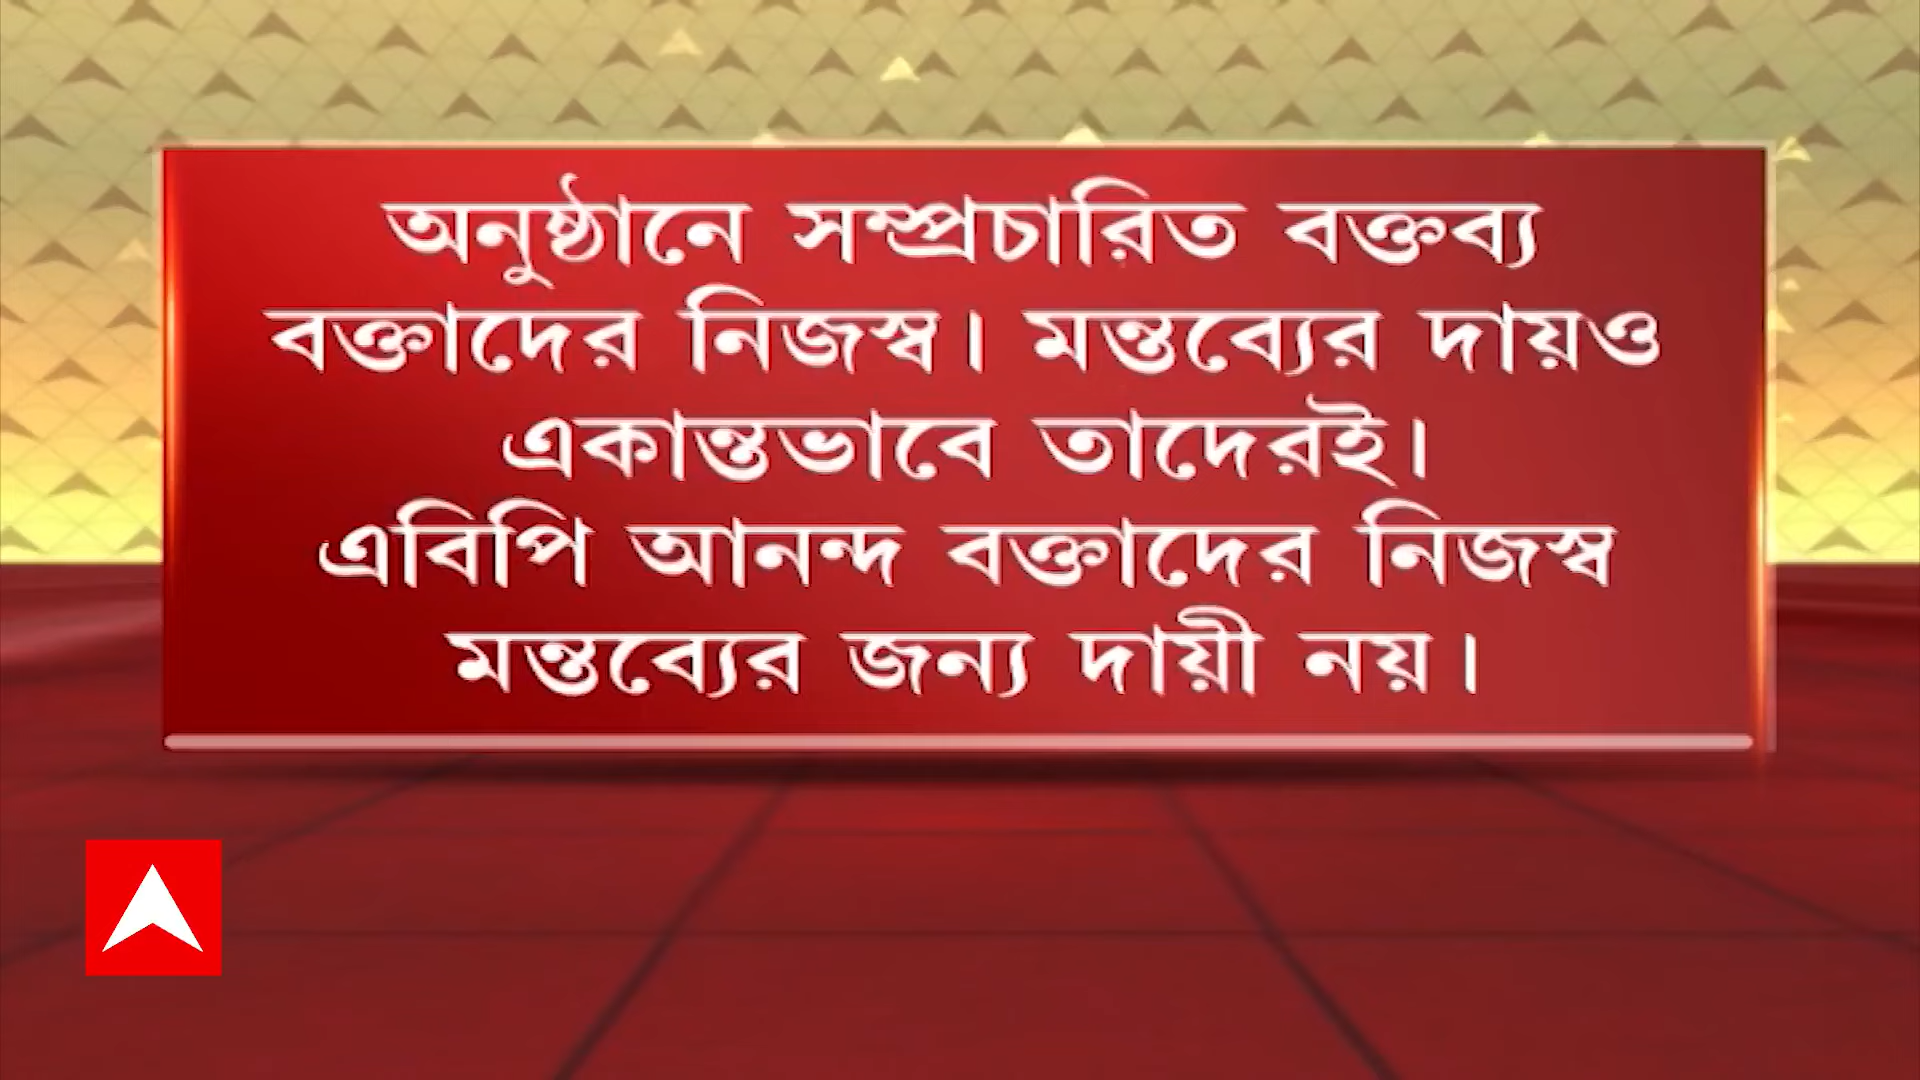 অনুষ্ঠানে সম্প্রচারিত বক্তব্য
বক্তাদের নিজস্ব। মন্তব্যের দায়ও
একান্তভাবে তাদেরই।
এবিপি আনন্দ বক্তাদের নিজস্ব
মন্তব্যের জন্য দায়ী নয়।